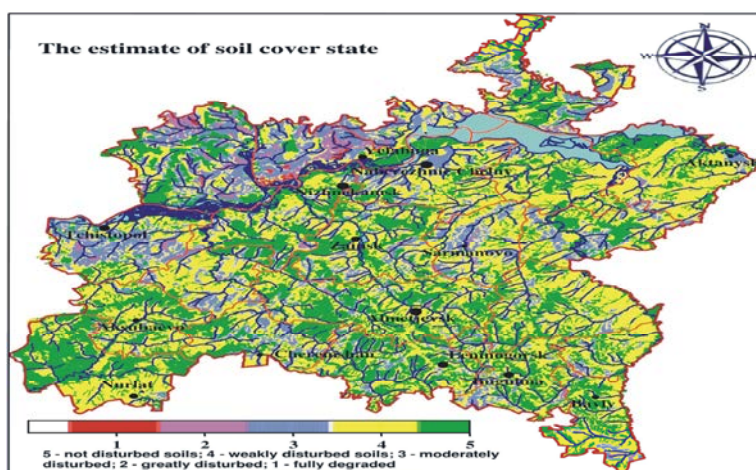 The estimate of soil cover state
N
W
E
S
Yelabuga
Naberezhnie Chelny
Aktanysh
Nizhnekamsk
Tchistopol
Zainsk
Sarmanovo
Almetjevsk
Aksubaevo
Cheremshan
Leninogorsk
Bugulma
Nurlat
Bavly
1 2 3 4 5
5 - not disturbed soils; 4 - weakly disturbed soils; 3 - moderately
disturbed; 2 - greatly disturbed; 1 - fully degraded